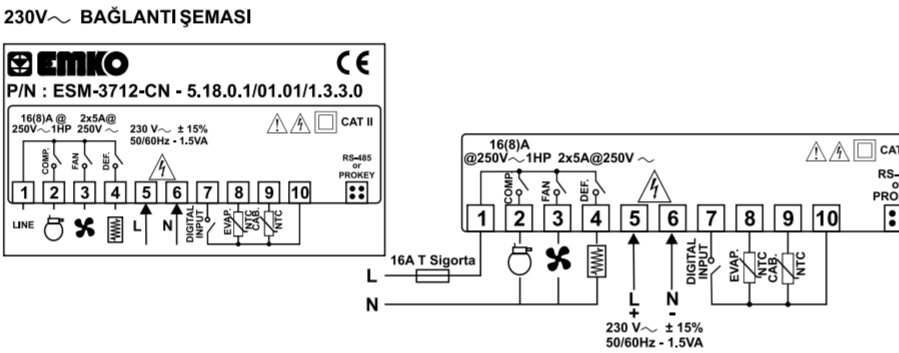 230V～ BAĞLANTI ŞEMASI
EMKO
CE
P/N : ESM-3712-CN - 5.18.0.1/01.01/1.3.3.0
16(8)A @
250V～1HP
2x5A@
250V ～
230 V～ ± 15%
50/60Hz - 1.5VA
CAT II
COMP.
FAN
DEF.
RS-485
or
PROKEY
1 2 3 4 5 6 7 8 9 10
LINE
L
N
DIGITAL
INPUT
EVAP.
NTC
CAB.
NTC
16(8)A
@250V～1HP 2x5A@250V ～
CAT
COMP.
FAN
DEF.
RS-
o
PRO
1 2 3 4 5 6 7 8 9 10
L
16A T Sigorta
N
DIGITAL
INPUT
EVAP.
NTC
CAB.
NTC
L
+
N
-
230 V～ ± 15%
50/60Hz - 1.5VA